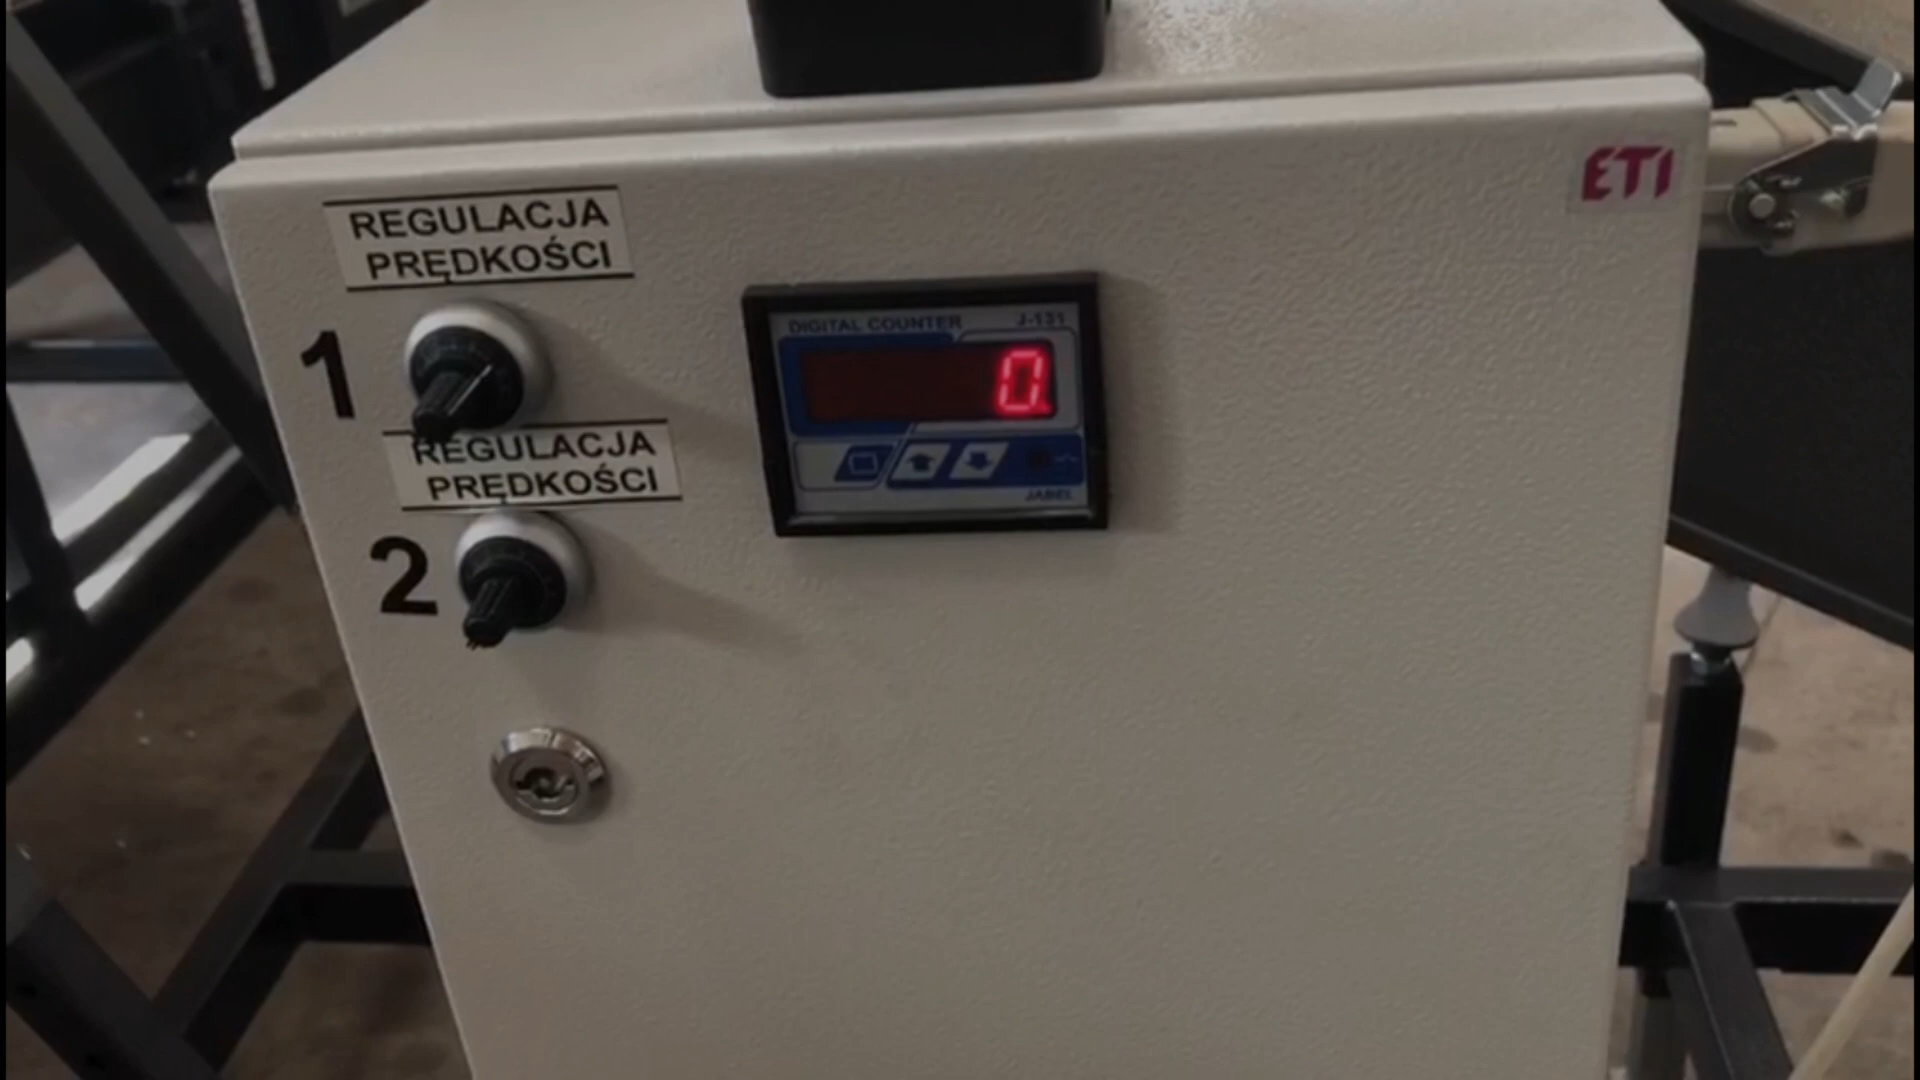 REGULACJA
PRĘDKOŚCI
1
REGULACJA
PRĘDKOŚCI
2
DIGITAL COUNTER J-131
0
JABEL
ETI